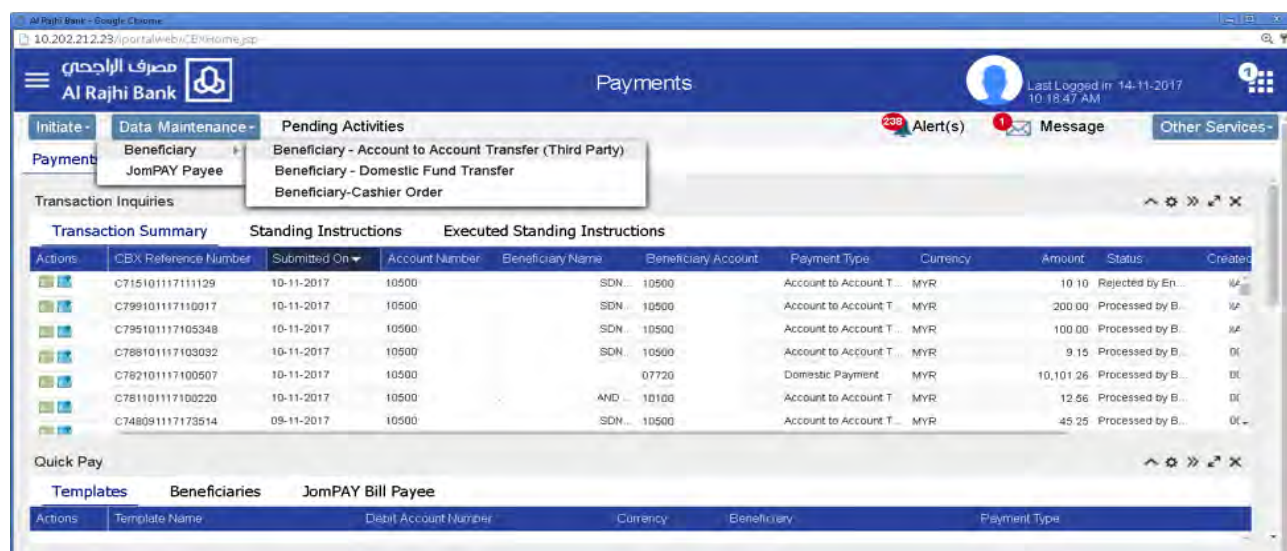 Al Rajhi Bank - Google Chrome
10.202.212.23/iportalweb/CBXHome.jsp
مصرف الراجحي
Al Rajhi Bank
Payments
Last Logged in: 14-11-2017
10:18:47 AM
1
Initiate
Data Maintenance
Pending Activities
238 Alert(s)
1 Message
Other Services
Beneficiary
Beneficiary - Account to Account Transfer (Third Party)
Payments
JomPAY Payee
Beneficiary - Domestic Fund Transfer
Beneficiary-Cashier Order
Transaction Inquiries
Transaction Summary Standing Instructions Executed Standing Instructions
Actions CBX Reference Number Submitted On Account Number Beneficiary Name Beneficiary Account Payment Type Currency Amount Status Created
C715101117111129 10-11-2017 10500 SDN... 10500 Account to Account T... MYR 10.10 Rejected by En...
C799101117110017 10-11-2017 10500 SDN... 10500 Account to Account T... MYR 200.00 Processed by B...
C795101117105348 10-11-2017 10500 SDN... 10500 Account to Account T... MYR 100.00 Processed by B...
C788101117103032 10-11-2017 10500 SDN... 10500 Account to Account T... MYR 9.15 Processed by B...
C782101117100507 10-11-2017 10500 07720 Domestic Payment MYR 10,101.26 Processed by B...
C781101117100220 10-11-2017 10500 AND... 10100 Account to Account T... MYR 12.56 Processed by B...
C748091117173514 09-11-2017 10500 SDN... 10500 Account to Account T... MYR 45.25 Processed by B...
Quick Pay
Templates Beneficiaries JomPAY Bill Payee
Actions Template Name Debit Account Number Currency Beneficiary Payment Type